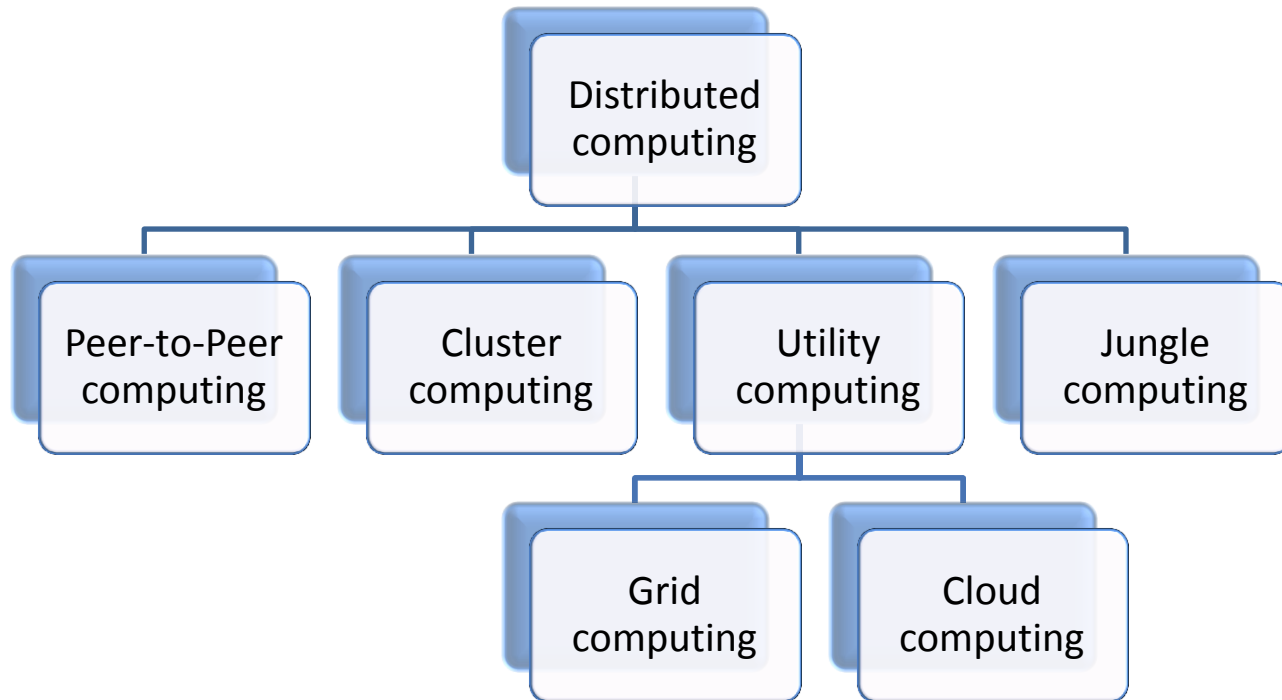 Distributed
computing
Peer-to-Peer
computing
Cluster
computing
Utility
computing
Jungle
computing
Grid
computing
Cloud
computing